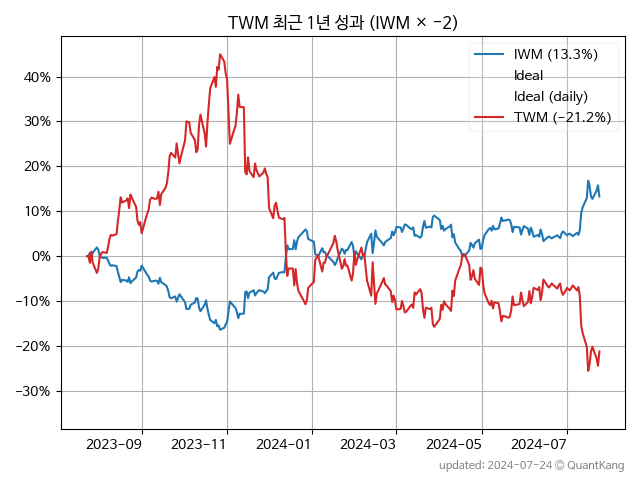 TWM 최근 1년 성과 (IWM × −2)
IWM (13.3%)
Ideal
Ideal (daily)
TWM (−21.2%)
40%
30%
20%
10%
0%
−10%
−20%
−30%
2023-09
2023-11
2024-01
2024-03
2024-05
2024-07
updated: 2024-07-24 © QuantKang